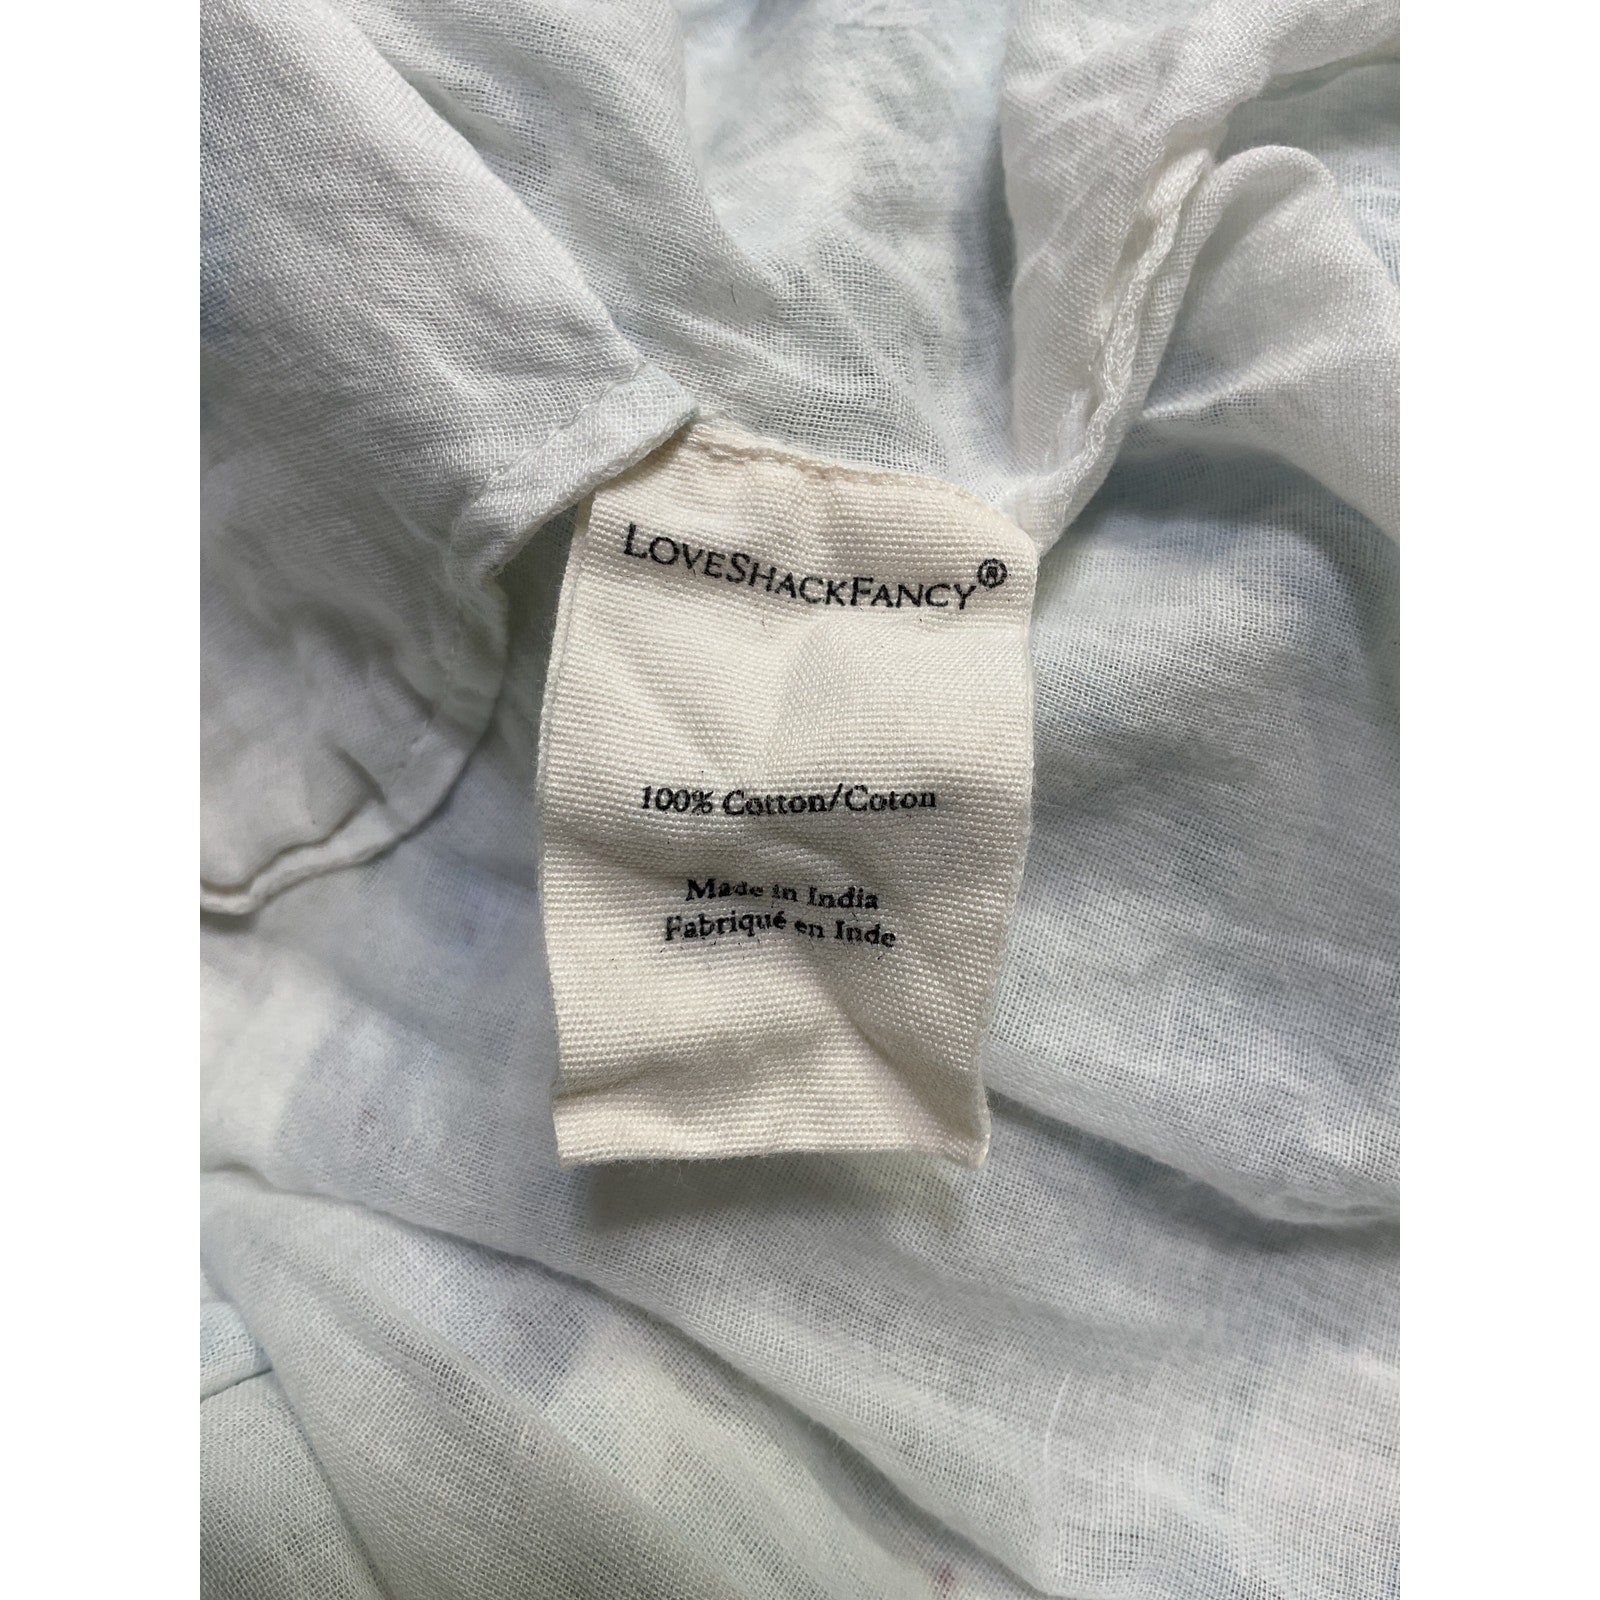 LOVESHACKFANCY®
100% Cotton/Coton
Made in India
Fabriqué en Inde